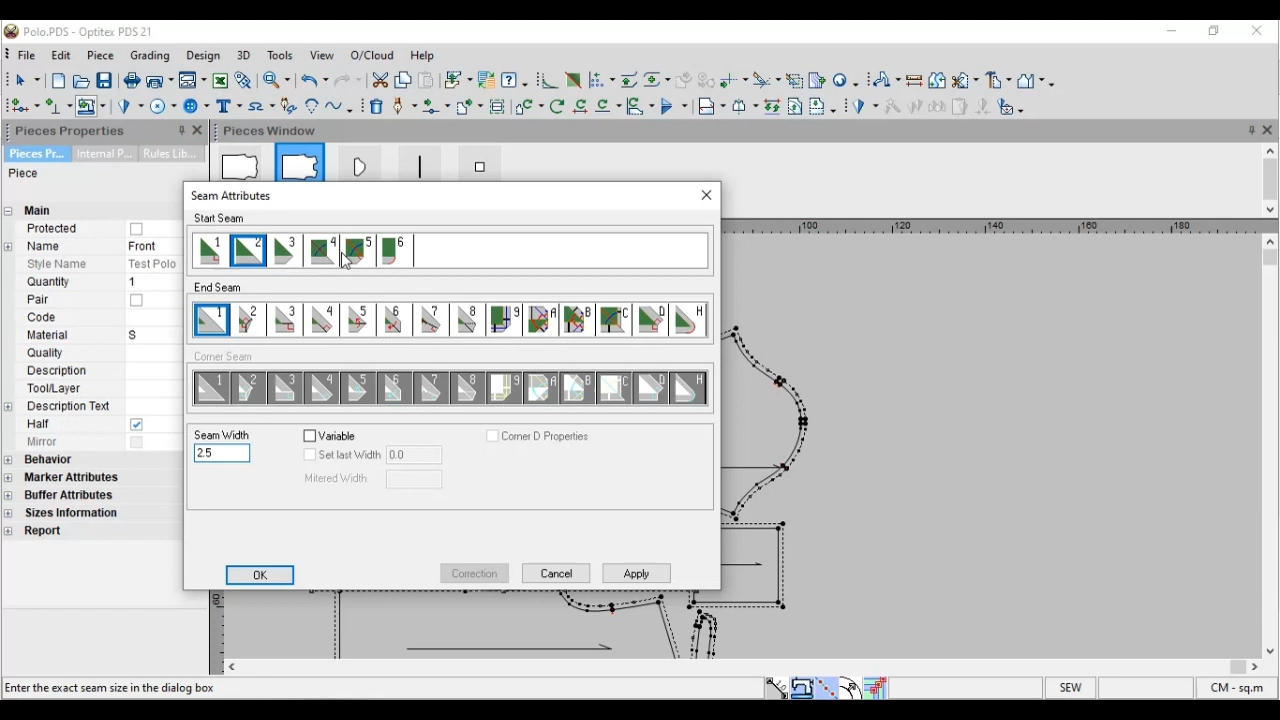 Polo.PDS - Optitex PDS 21
File Edit Piece Grading Design Tools View O/Cloud Help
3D
Pieces Properties
Pieces Window
Pieces Pr... Internal P... Rules Lib...
Piece
Main
Protected
Name Front
Style Name Test Polo
Quantity 1
Pair
Code
Material S
Quality
Description
Tool/Layer
Description Text
Half
Mirror
Behavior
Marker Attributes
Buffer Attributes
Sizes Information
Report
Seam Attributes
Start Seam
1 2 3 4 5 6
End Seam
1 2 3 4 5 6 7 8 9 A B C D H
Corner Seam
1 2 3 4 5 6 7 8 9 A B C D H
Seam Width
2.5
Variable
Set last Width 0.0
Mitered Width
Corner D Properties
OK Correction Cancel Apply
120 140 160 180
Enter the exact seam size in the dialog box
SEW
CM - sq.m